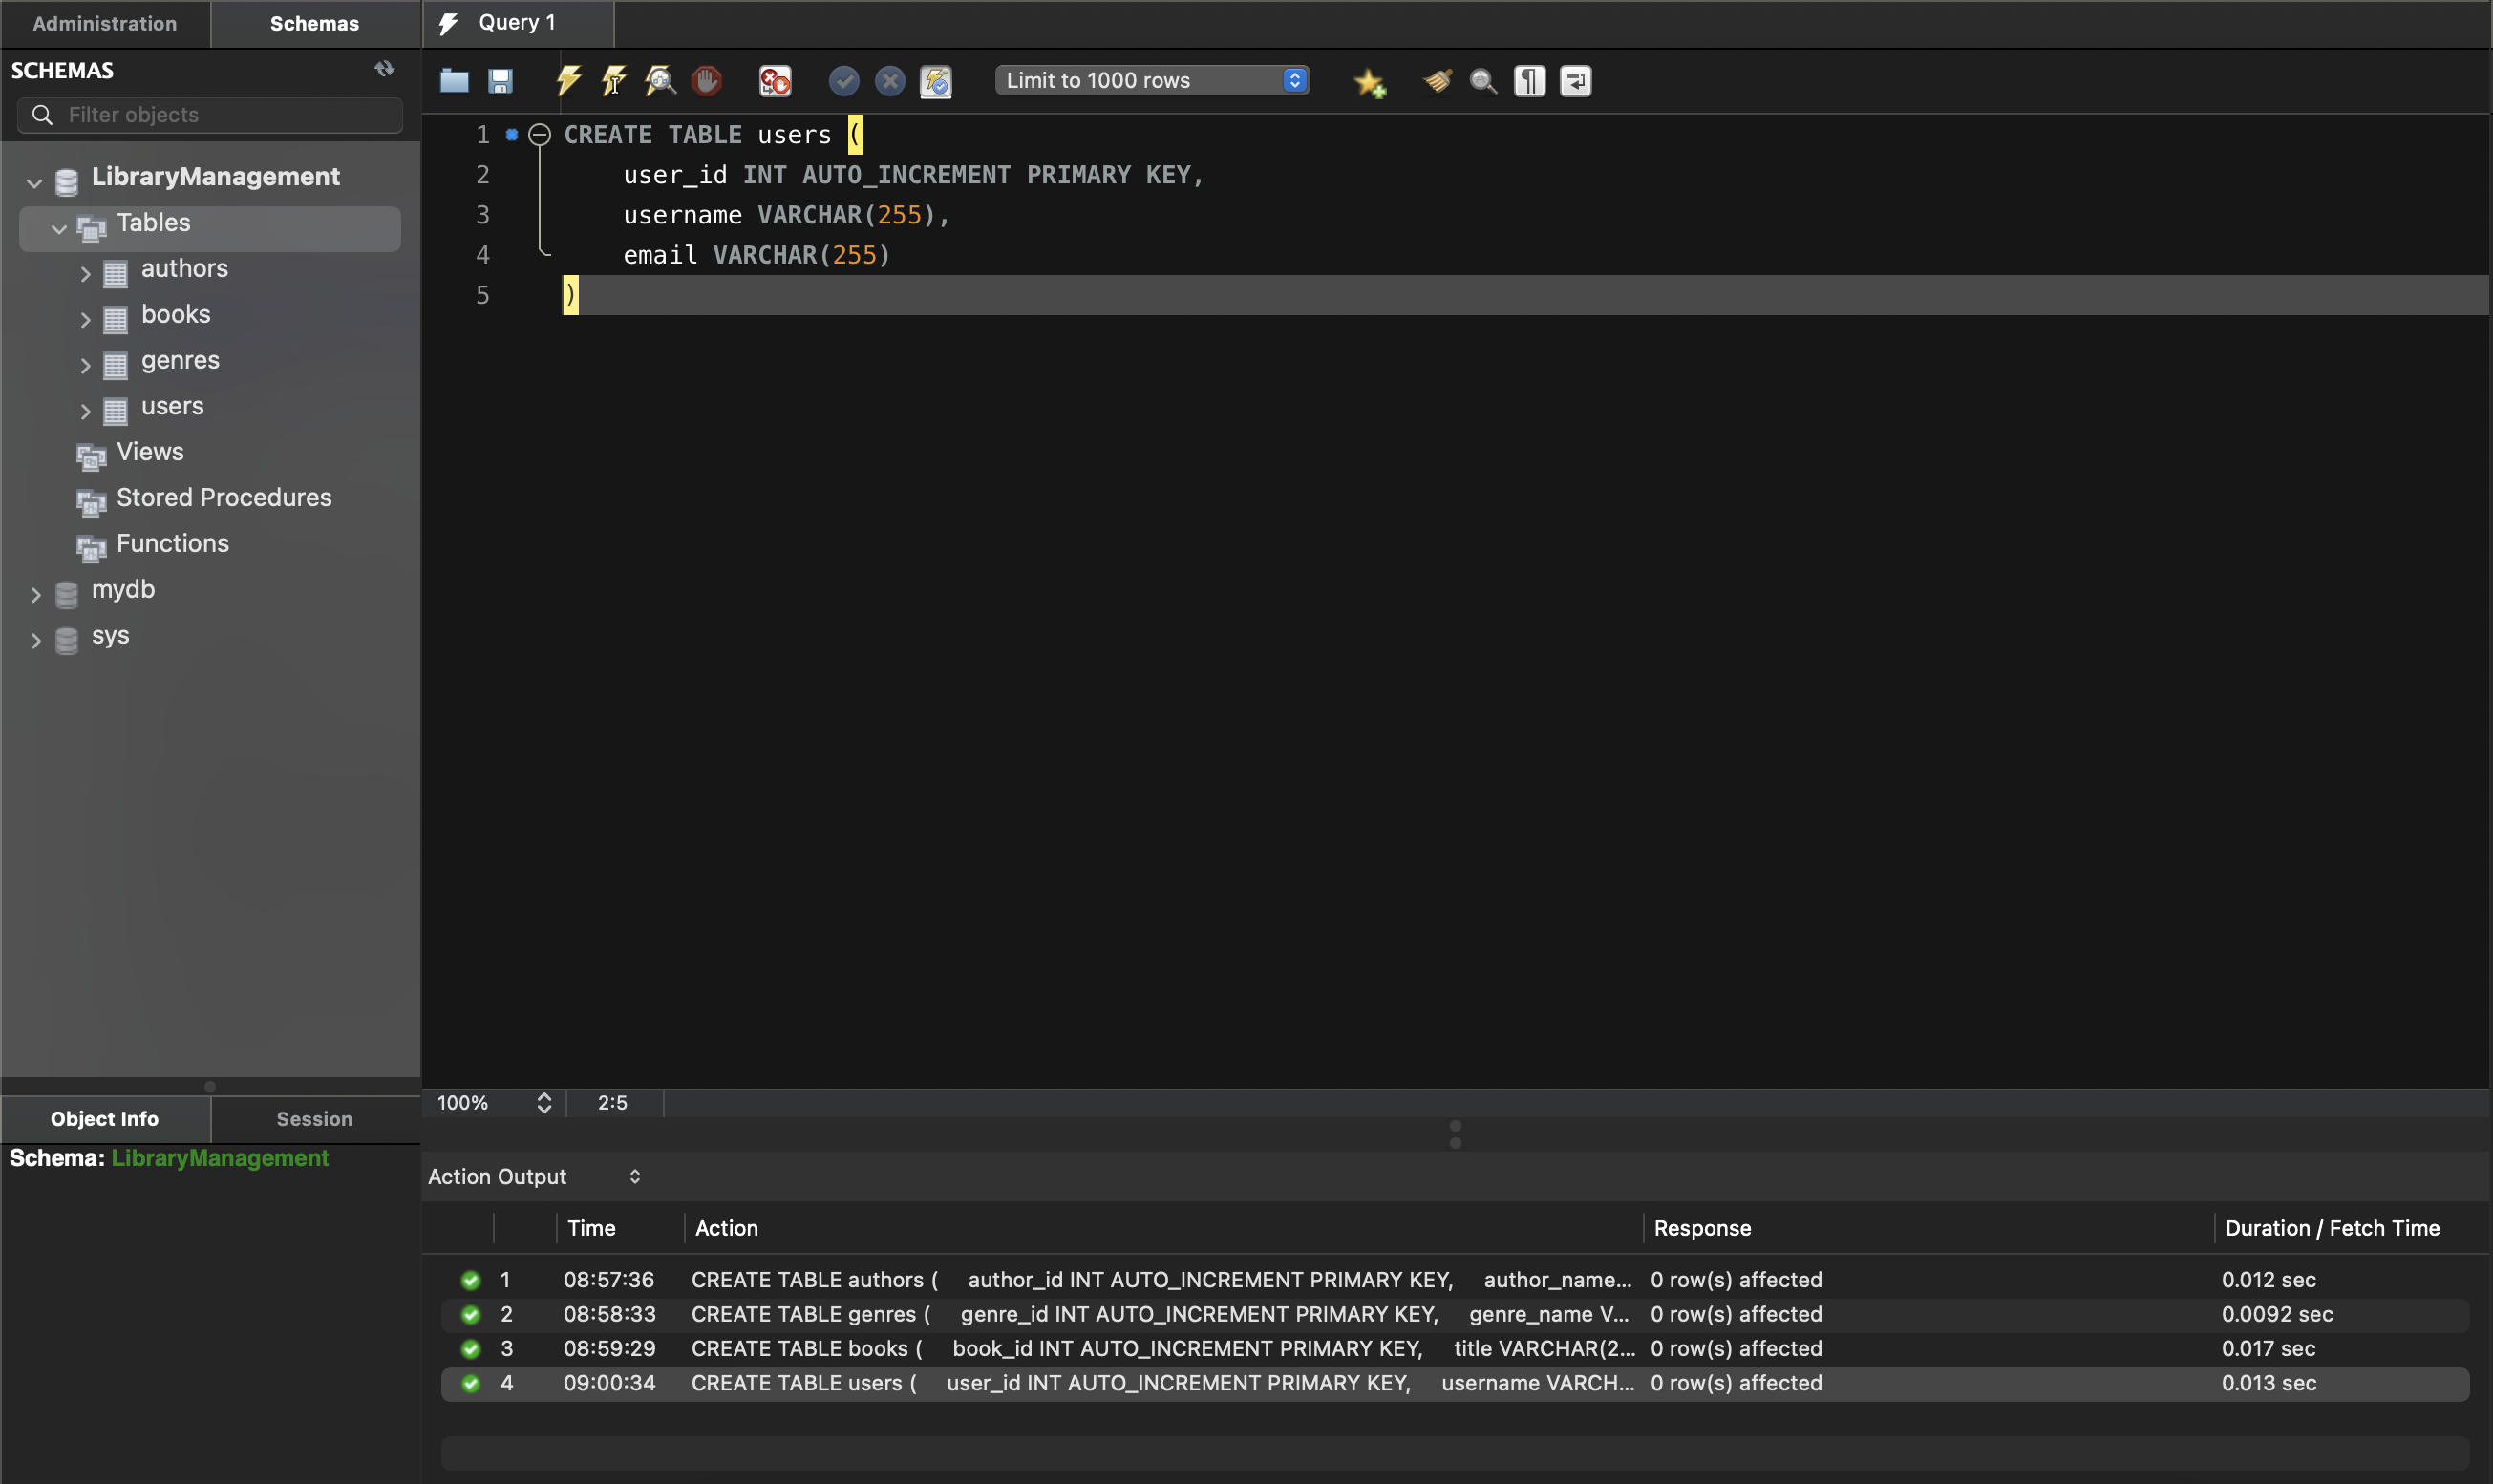 Administration
Schemas
Query 1
SCHEMAS
Filter objects
Limit to 1000 rows
LibraryManagement
Tables
authors
books
genres
users
Views
Stored Procedures
Functions
mydb
sys
1 CREATE TABLE users (
2 user_id INT AUTO_INCREMENT PRIMARY KEY,
3 username VARCHAR(255),
4 email VARCHAR(255)
5 )
100% 2:5
Object Info
Session
Schema: LibraryManagement
Action Output
Time Action Response Duration / Fetch Time
1 08:57:36 CREATE TABLE authors ( author_id INT AUTO_INCREMENT PRIMARY KEY, author_name... 0 row(s) affected 0.012 sec
2 08:58:33 CREATE TABLE genres ( genre_id INT AUTO_INCREMENT PRIMARY KEY, genre_name V... 0 row(s) affected 0.0092 sec
3 08:59:29 CREATE TABLE books ( book_id INT AUTO_INCREMENT PRIMARY KEY, title VARCHAR(2... 0 row(s) affected 0.017 sec
4 09:00:34 CREATE TABLE users ( user_id INT AUTO_INCREMENT PRIMARY KEY, username VARCH... 0 row(s) affected 0.013 sec